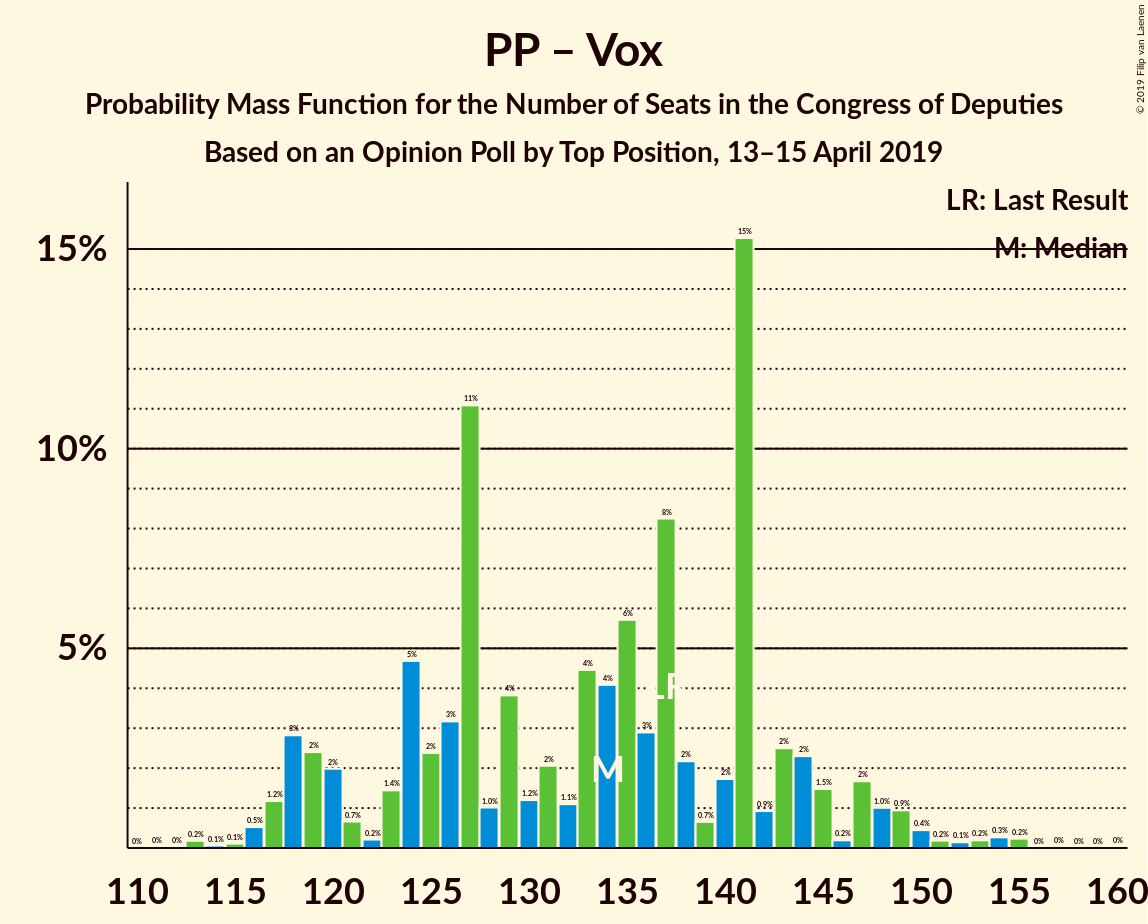 © 2019 Filip van Laenen
PP – Vox
Probability Mass Function for the Number of Seats in the Congress of Deputies
Based on an Opinion Poll by Top Position, 13–15 April 2019
LR: Last Result
M: Median
15%
10%
5%
0% 0% 0% 0.2% 0.1% 0.1% 0.5% 1.2% 3% 2% 2% 0.7% 0.2% 1.4% 5% 2% 3% 11% 1.0% 4% 1.2% 2% 1.1% 4% 4% 6% 3% 8% 2% 0.7% 2% 15% 0.9% 2% 2% 1.5% 0.2% 2% 1.0% 0.9% 0.4% 0.2% 0.1% 0.2% 0.3% 0.2% 0% 0% 0% 0% 0%
LR
M
110 115 120 125 130 135 140 145 150 155 160